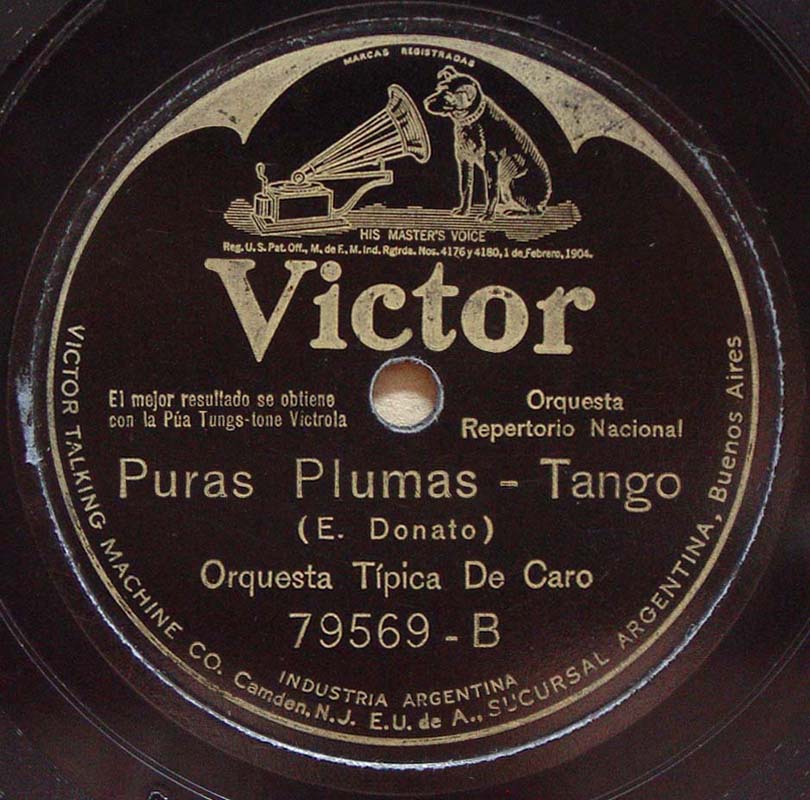 MARCAS REGISTRADAS
HIS MASTER'S VOICE
Reg. U. S. Pat. Off., M. de F., M. Ind. Rgtrda. Nos. 4176 y 4180, 1 de Febrero, 1904.
Victor
El mejor resultado se obtiene
con la Púa Tungs-tone Victrola
Orquesta
Repertorio Nacional
Puras Plumas - Tango
(E. Donato)
Orquesta Típica De Caro
79569 - B
INDUSTRIA ARGENTINA
VICTOR TALKING MACHINE CO. Camden, N. J. E. U. de A., SUCURSAL ARGENTINA, Buenos Aires